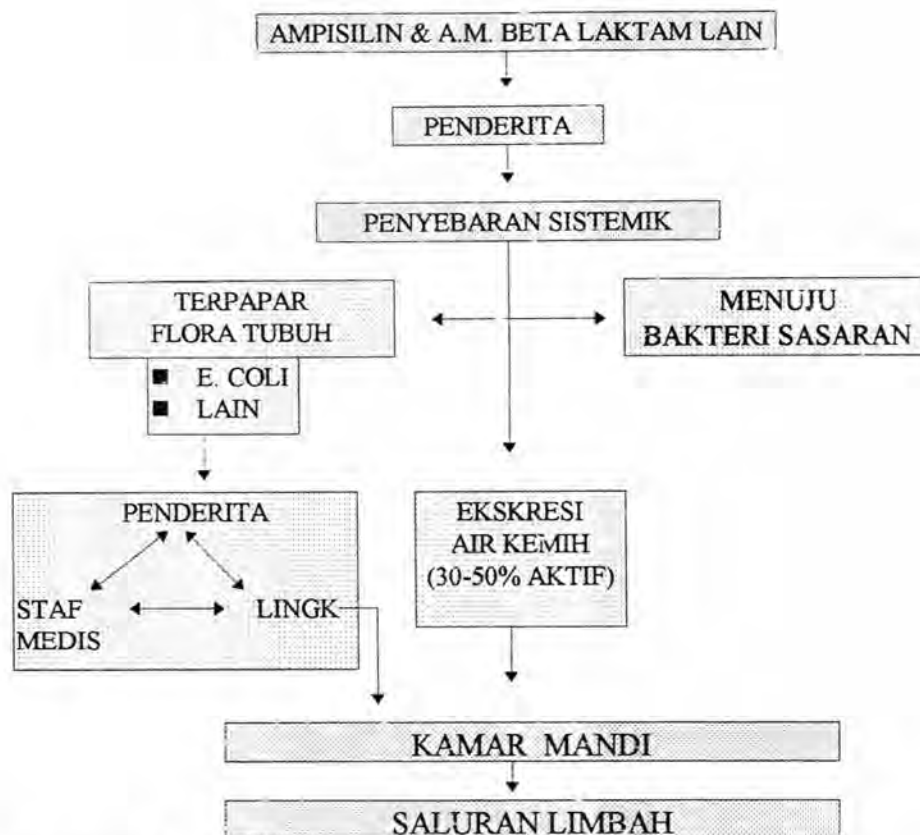 AMPISILIN & A.M. BETA LAKTAM LAIN
PENDERITA
PENYEBARAN SISTEMIK
TERPAPAR
FLORA TUBUH
MENUJU
BAKTERI SASARAN
■ E. COLI
■ LAIN
PENDERITA
STAF
MEDIS
LINGK
EKSKRESI
AIR KEMIH
(30-50% AKTIF)
KAMAR MANDI
SALURAN LIMBAH